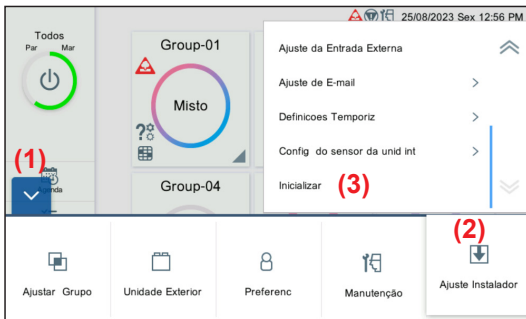 25/08/2023 Sex 12:56 PM
Todos
Par
Mar
Group-01
Misto
Group-04
(1)
Ajuste da Entrada Externa
Ajuste de E-mail
Definicoes Temporiz
Config do sensor da unid int
Inicializar
(3)
(2)
Ajustar Grupo
Unidade Exterior
Preferenc
Manutenção
Ajuste Instalador